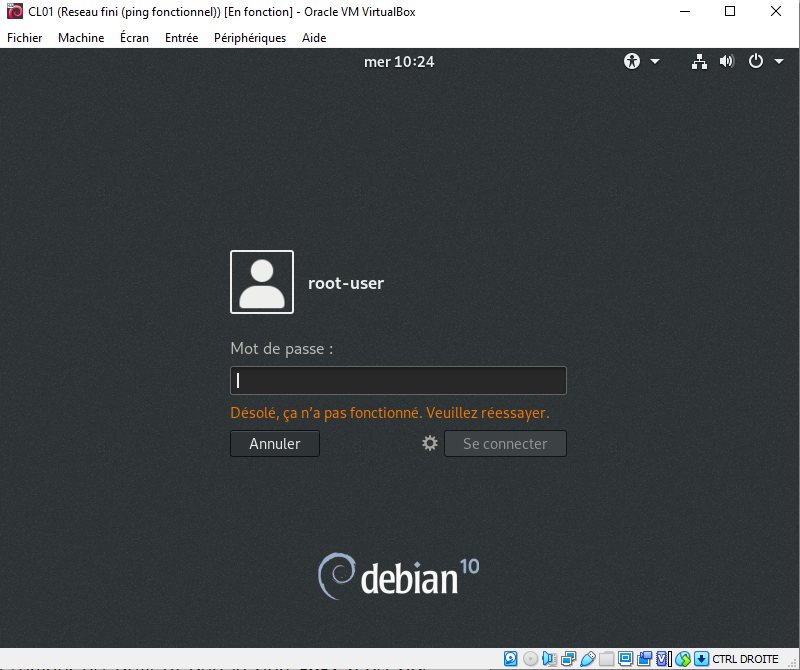 CL01 (Reseau fini (ping fonctionnel)) [En fonction] - Oracle VM VirtualBox
Fichier Machine Écran Entrée Périphériques Aide
mer 10:24
root-user
Mot de passe :
Désolé, ça n'a pas fonctionné. Veuillez réessayer.
Annuler Se connecter
debian 10
CTRL DROITE